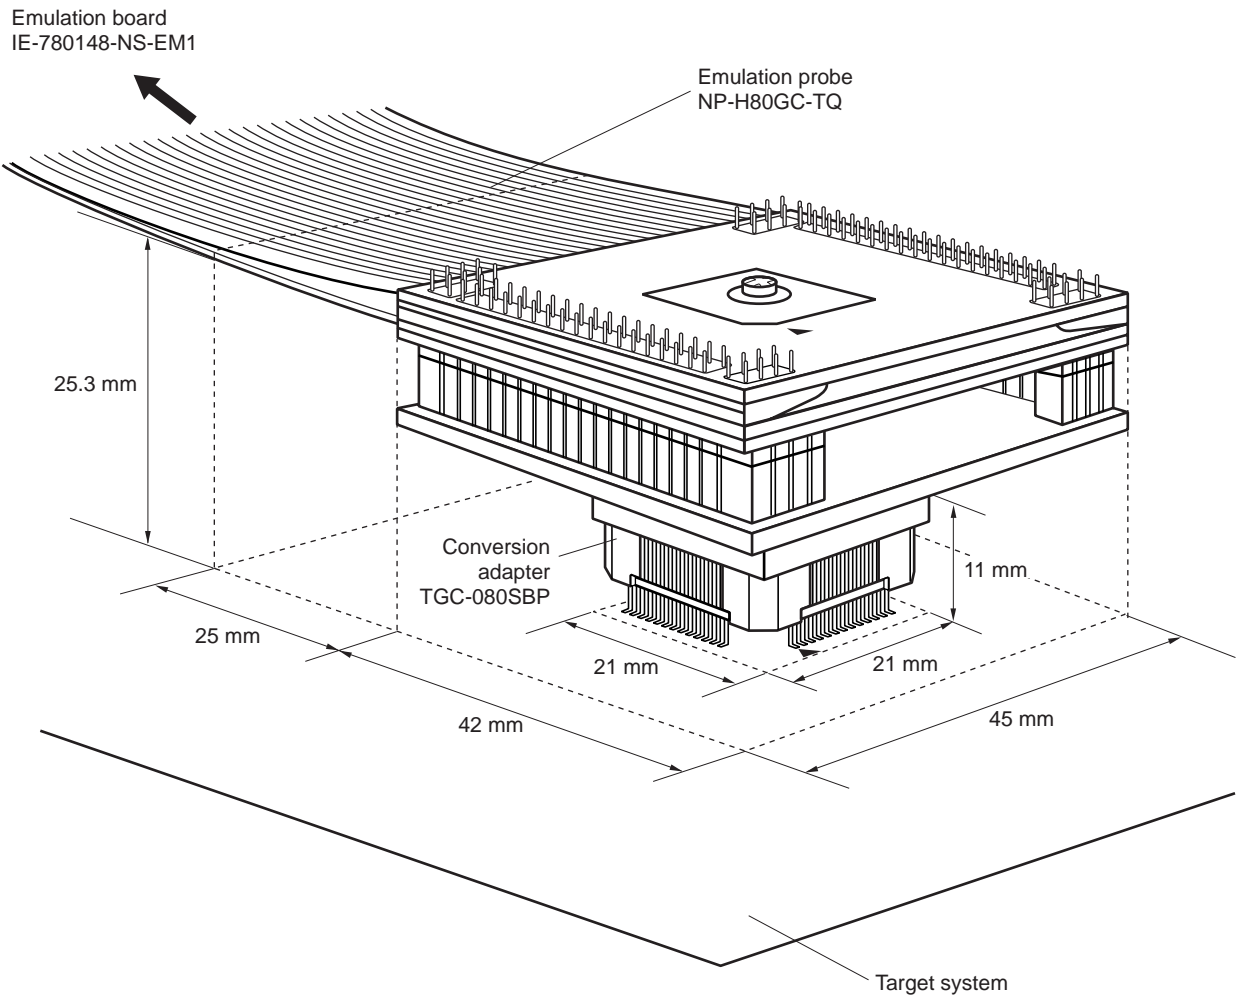 Emulation board
IE-780148-NS-EM1
Emulation probe
NP-H80GC-TQ
25.3 mm
Conversion
adapter
TGC-080SBP
11 mm
25 mm
21 mm
21 mm
42 mm
45 mm
Target system